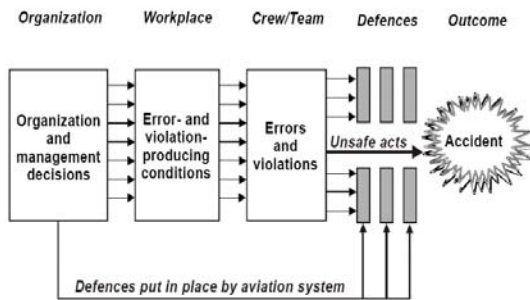 Organization Workplace Crew/Team Defences Outcome
Organization
and
management
decisions
Error- and
violation-
producing
conditions
Errors
and
violations
Unsafe acts
Accident
Defences put in place by aviation system